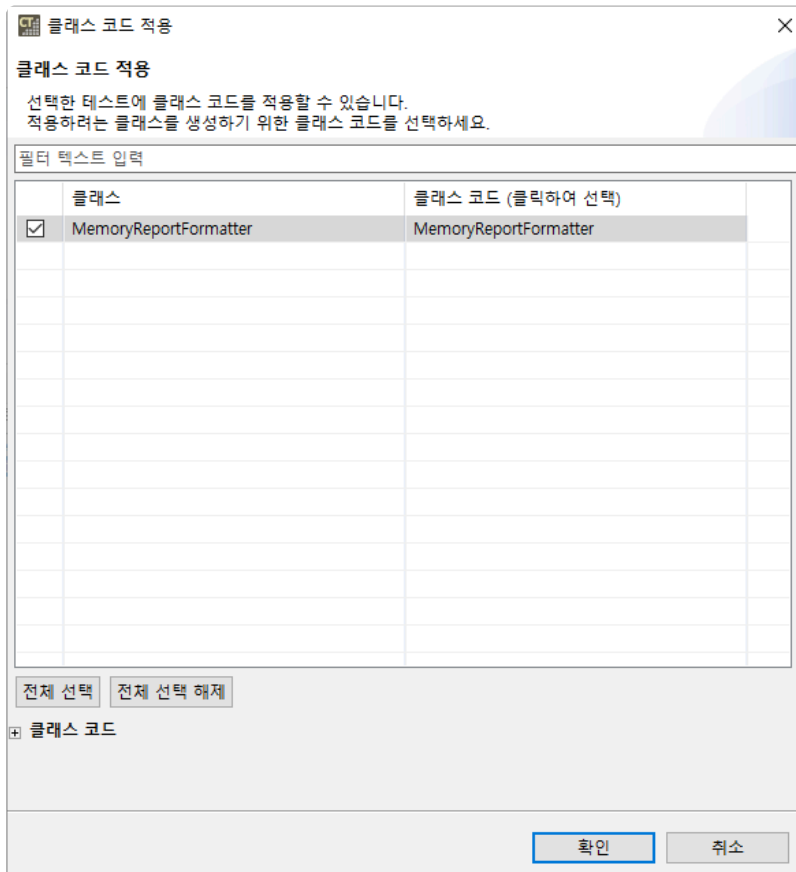 CT 클래스 코드 적용
클래스 코드 적용
선택한 테스트에 클래스 코드를 적용할 수 있습니다.
적용하려는 클래스를 생성하기 위한 클래스 코드를 선택하세요.
필터 텍스트 입력
클래스 클래스 코드 (클릭하여 선택)
MemoryReportFormatter MemoryReportFormatter
전체 선택 전체 선택 해제
클래스 코드
확인 취소